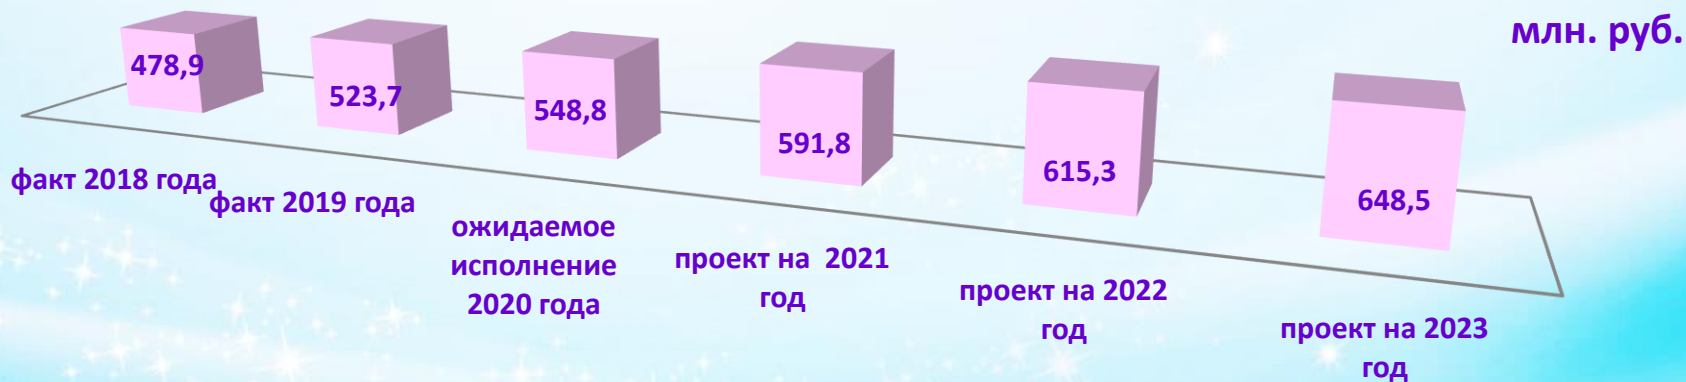 млн. руб.
478,9
523,7
548,8
591,8
615,3
648,5
факт 2018 года
факт 2019 года
ожидаемое
исполнение
2020 года
проект на 2021
год
проект на 2022
год
проект на 2023
год